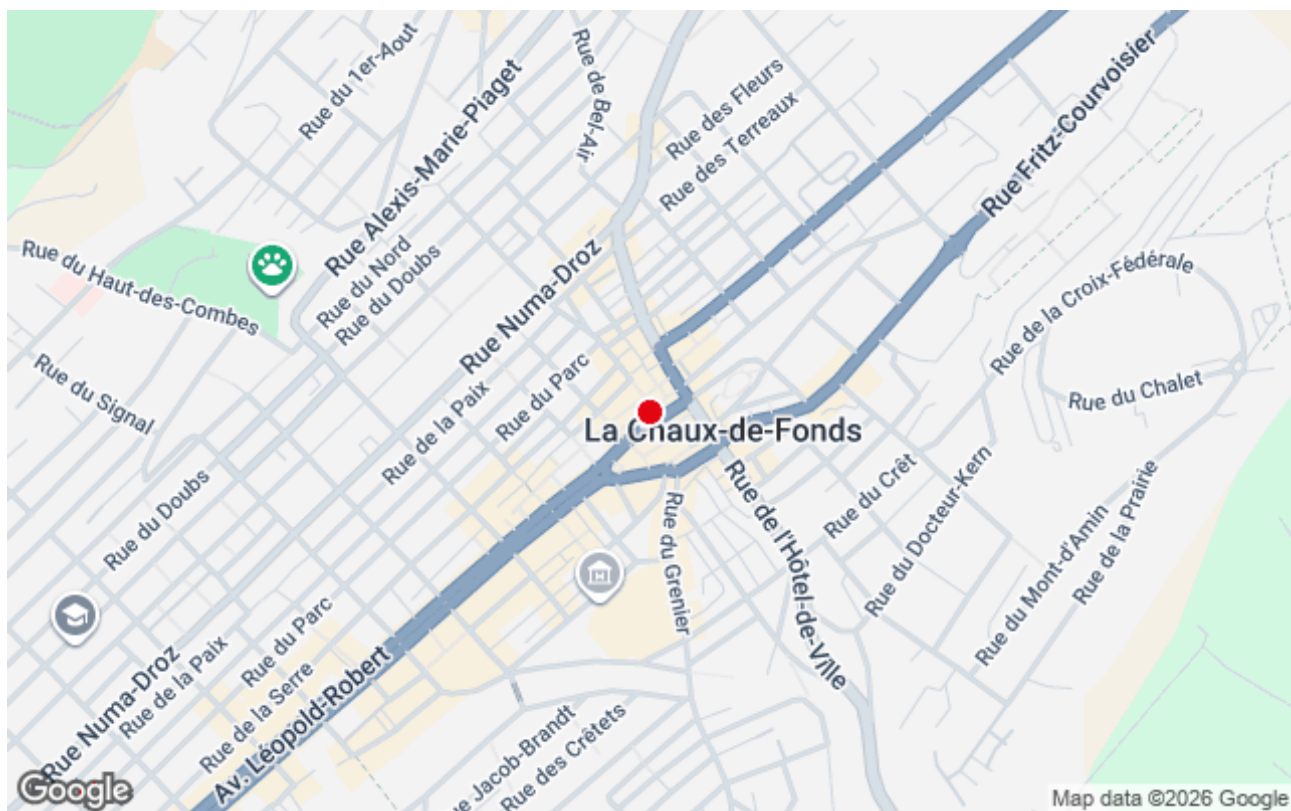 Rue du 1er-Aout
Rue Alexis-Marie-Piaget
Rue de Bel-Air
Rue des Fleurs
Rue des Terreaux
Rue Fritz-Courvoisier
Rue du Haut-des-Combes
Rue du Nord
Rue du Doubs
Rue Numa-Droz
Rue de la Croix-Fédérale
Rue du Signal
Rue de la Paix
Rue du Parc
La Chaux-de-Fonds
Rue du Chalet
Rue du Doubs
Rue du Grenier
Rue de l'Hôtel-de-Ville
Rue du Crêt
Rue du Docteur-Kern
Rue du Mont-d'Amin
Rue de la Prairie
Rue Numa-Droz
Rue de la Paix
Rue du Parc
Rue de la Serre
Av. Léopold-Robert
ue Jacob-Brandt
Rue des Crêtets
Google
Map data ©2026 Google